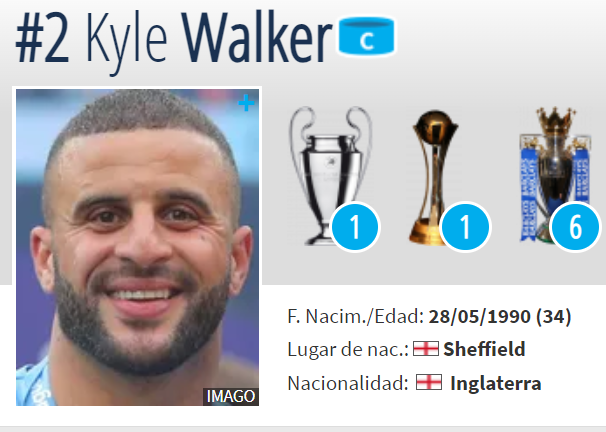 #2 Kyle Walker C
1 1 6
F. Nacim./Edad: 28/05/1990 (34)
Lugar de nac.: Sheffield
Nacionalidad: Inglaterra
IMAGO